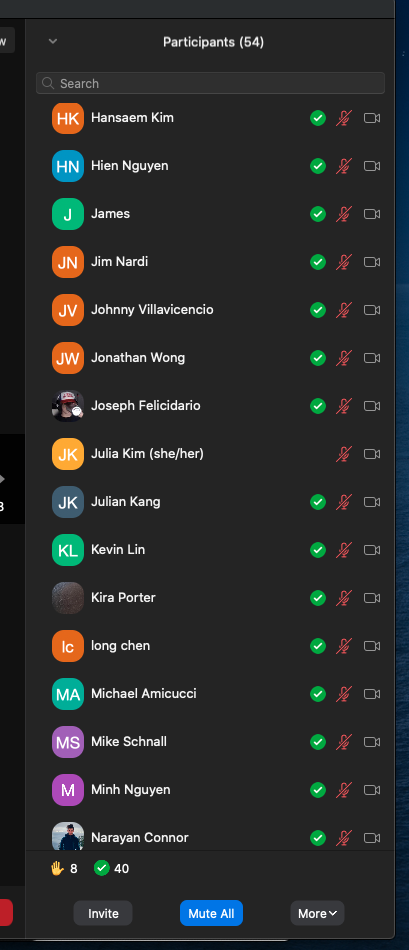 w
Participants (54)
Search
HK Hansaem Kim
HN Hien Nguyen
J James
JN Jim Nardi
JV Johnny Villavicencio
JW Jonathan Wong
Joseph Felicidario
JK Julia Kim (she/her)
JK Julian Kang
KL Kevin Lin
Kira Porter
lc long chen
MA Michael Amicucci
MS Mike Schnall
M Minh Nguyen
Narayan Connor
8 40
Invite Mute All More